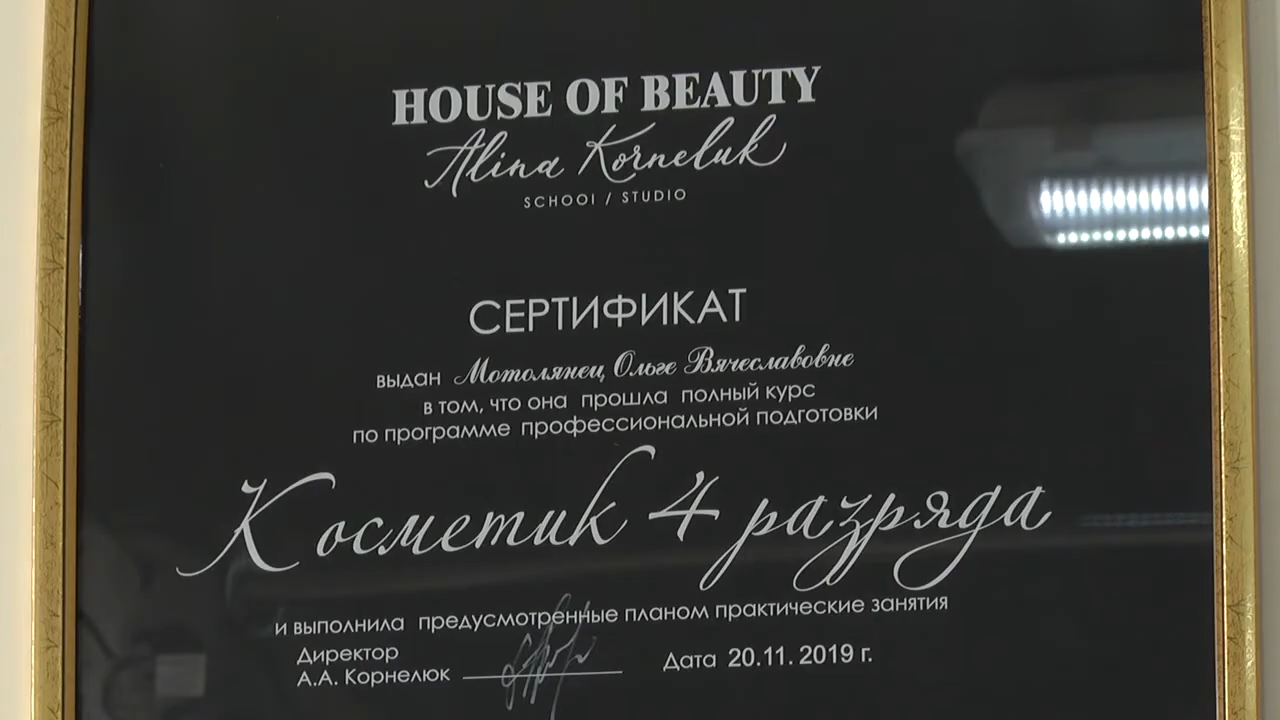 HOUSE OF BEAUTY
Alina Korneluk
SCHOOL / STUDIO
СЕРТИФИКАТ
выдан Мотолянец Ольге Вячеславовне
в том, что она прошла полный курс
по программе профессиональной подготовки
Косметик 4 разряда
и выполнила предусмотренные планом практические занятия
Директор
А.А. Корнелюк
Дата 20.11.2019 г.